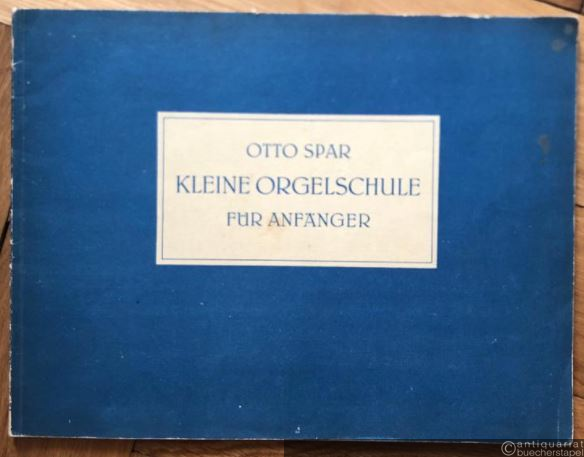 OTTO SPAR
KLEINE ORGELSCHULE
FÜR ANFÄNGER
antiquariat
buecherstapel